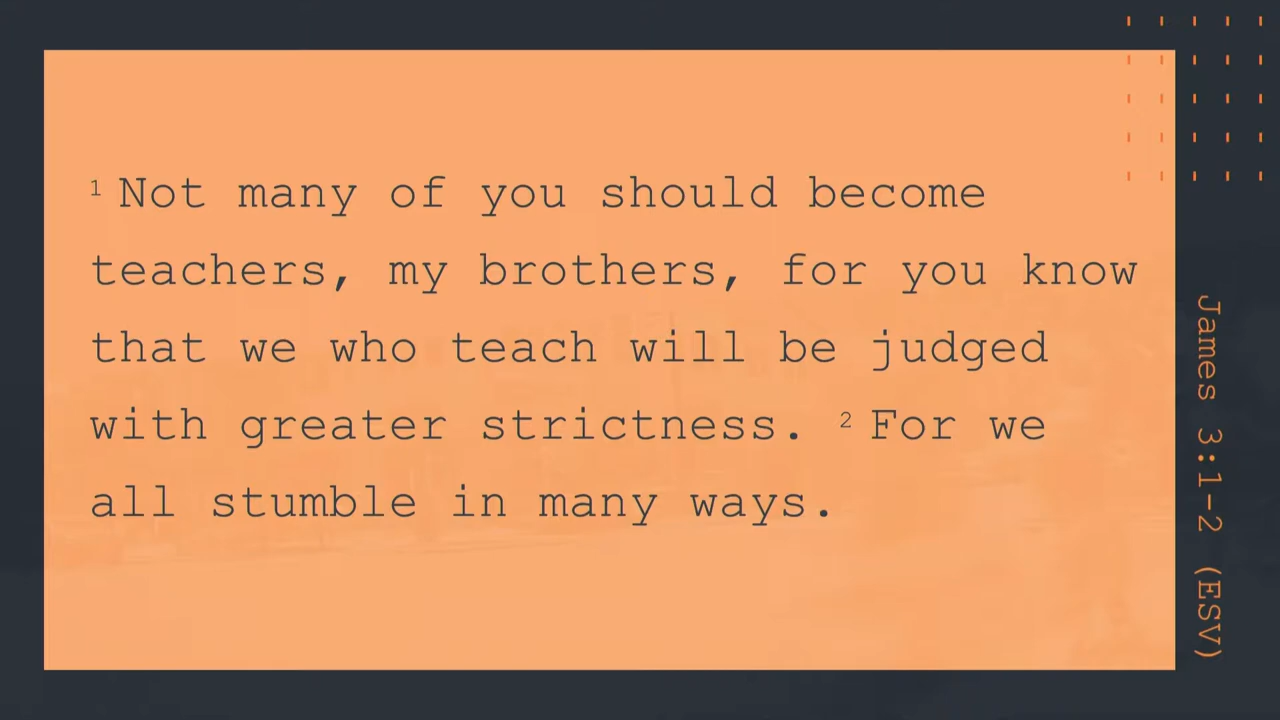 1 Not many of you should become
teachers, my brothers, for you know
that we who teach will be judged
with greater strictness. 2 For we
all stumble in many ways.
James 3:1-2 (ESV)